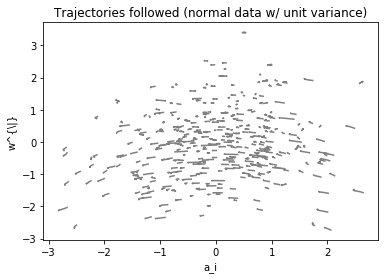 Trajectories followed (normal data w/ unit variance)
3
2
1
0
−1
−2
−3
w^{\|}
−3 −2 −1 0 1 2
a_i